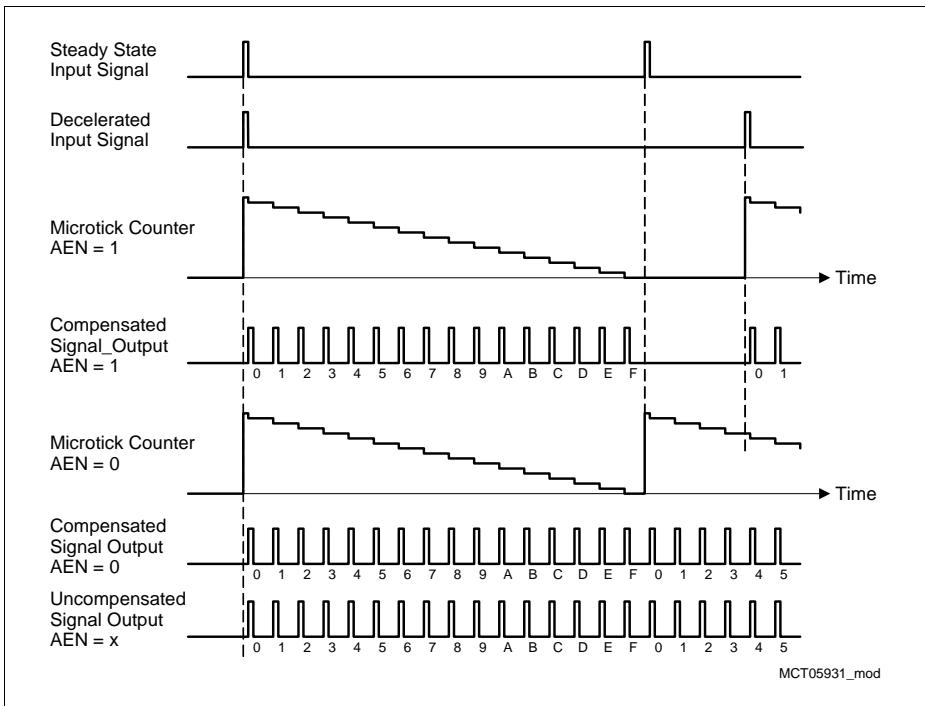 Steady State
Input Signal
Decelerated
Input Signal
Microtick Counter
AEN = 1
Time
Compensated
Signal_Output
AEN = 1
0 1 2 3 4 5 6 7 8 9 A B C D E F 0 1
Microtick Counter
AEN = 0
Time
Compensated
Signal Output
AEN = 0
0 1 2 3 4 5 6 7 8 9 A B C D E F 0 1 2 3 4 5
Uncompensated
Signal Output
AEN = x
0 1 2 3 4 5 6 7 8 9 A B C D E F 0 1 2 3 4 5
MCT05931_mod